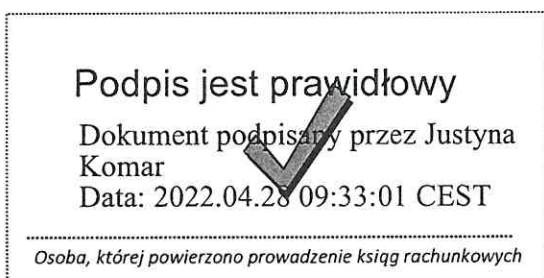 Podpis jest prawidłowy
Dokument podpisany przez Justyna
Komar
Data: 2022.04.28 09:33:01 CEST
Osoba, której powierzono prowadzenie ksiąg rachunkowych